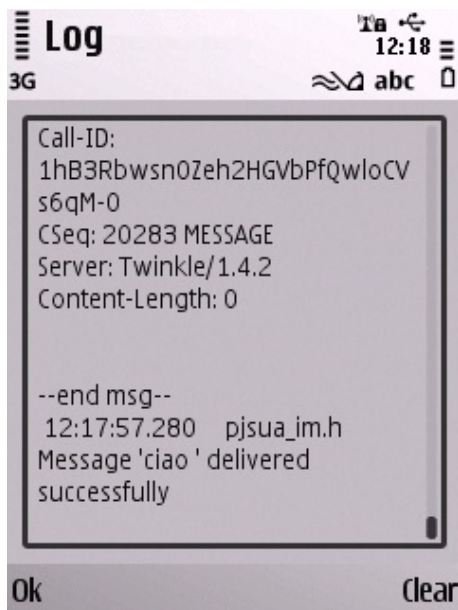 Log
12:18
3G
abc
Call-ID:
1hB3Rbwsn0Zeh2HGVbPfQwloCV
s6qM-0
CSeq: 20283 MESSAGE
Server: Twinkle/1.4.2
Content-Length: 0
--end msg--
12:17:57.280 pjsua_im.h
Message 'ciao ' delivered
successfully
Ok
Clear